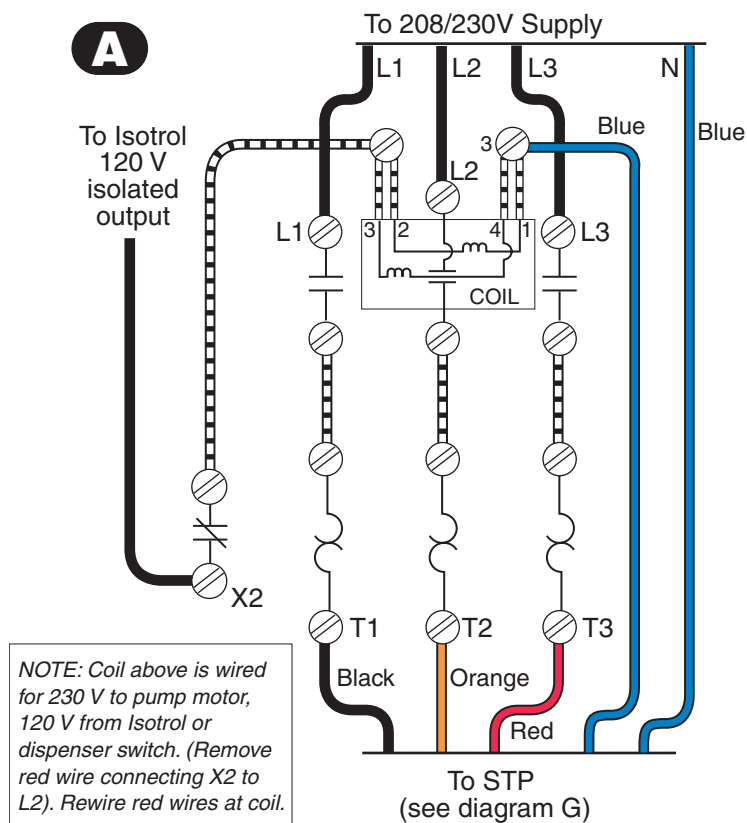 A
To 208/230V Supply
L1
L2
L3
N
To Isotrol
120 V
isolated
output
Blue
Blue
3
L2
L1
3
2
4
1
L3
COIL
X2
T1
T2
T3
Black
Orange
Red
NOTE: Coil above is wired
for 230 V to pump motor,
120 V from Isotrol or
dispenser switch. (Remove
red wire connecting X2 to
L2). Rewire red wires at coil.
To STP
(see diagram G)